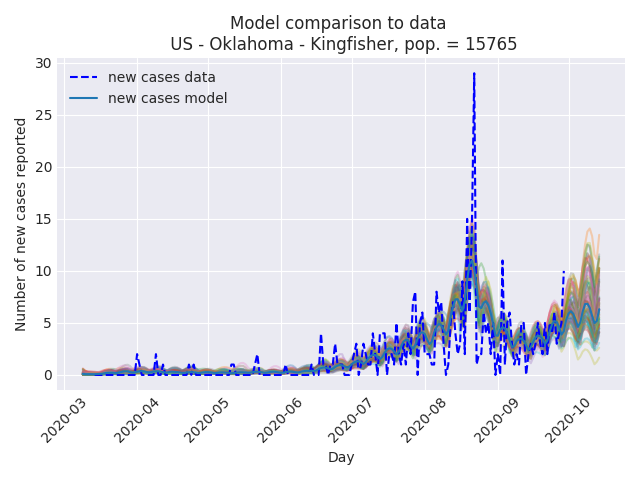 Model comparison to data
US - Oklahoma - Kingfisher, pop. = 15765
new cases data
new cases model
Number of new cases reported
30
25
20
15
10
5
0
2020-03
2020-04
2020-05
2020-06
2020-07
2020-08
2020-09
2020-10
Day